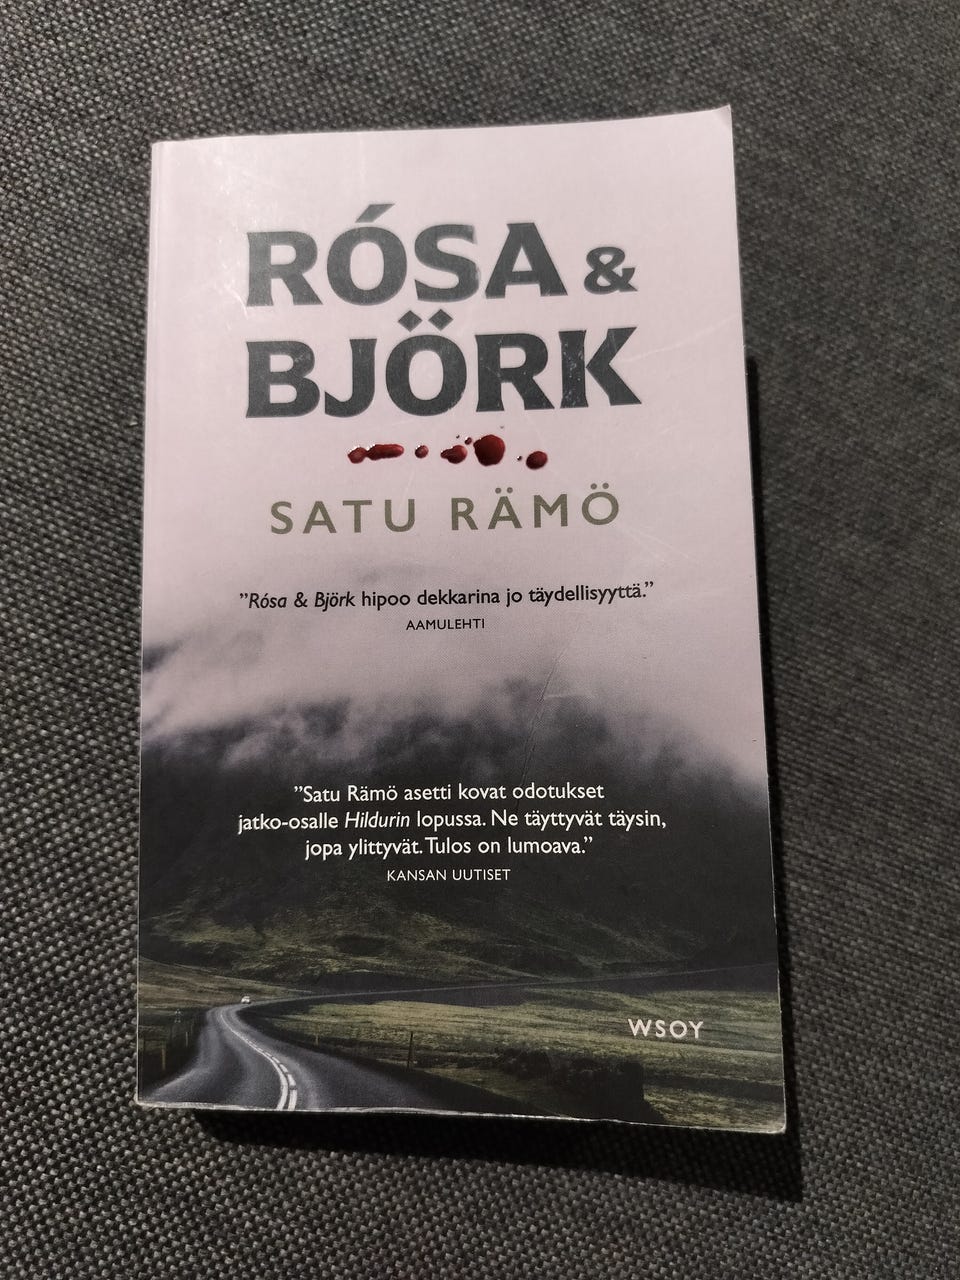 RÓSA &
BJÖRK
SATU RÄMÖ
”Rósa & Björk hipoo dekkarina jo täydellisyyttä.”
AAMULEHTI
”Satu Rämö asetti kovat odotukset
jatko-osalle Hildurin lopussa. Ne täyttyvät täysin,
jopa ylittyvät. Tulos on lumoava.”
KANSAN UUTISET
WSOY